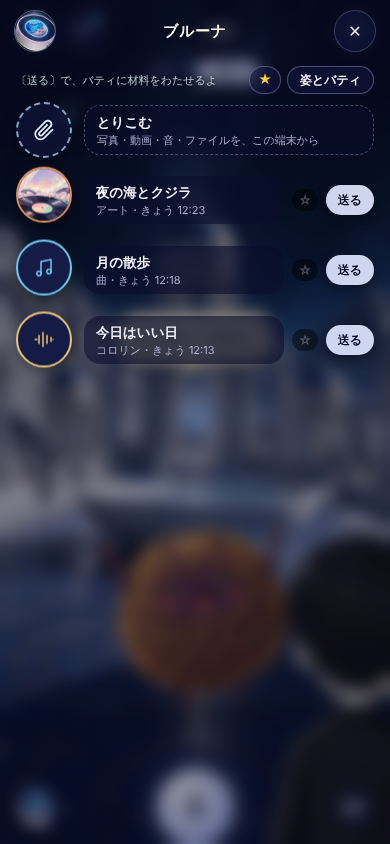 ブルーナ
〔送る〕で、バティに材料をわたせるよ
★
姿とバティ
とりこむ
写真・動画・音・ファイルを、この端末から
夜の海とクジラ
アート・きょう 12:23
☆
送る
月の散歩
曲・きょう 12:18
☆
送る
今日はいい日
コロリン・きょう 12:13
☆
送る